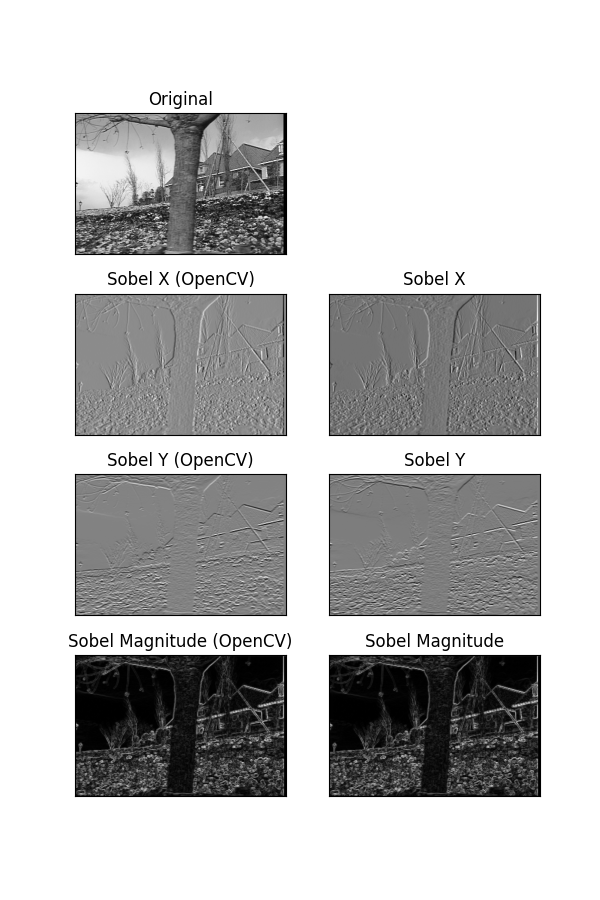 Original
Sobel X (OpenCV)
Sobel X
Sobel Y (OpenCV)
Sobel Y
Sobel Magnitude (OpenCV)
Sobel Magnitude